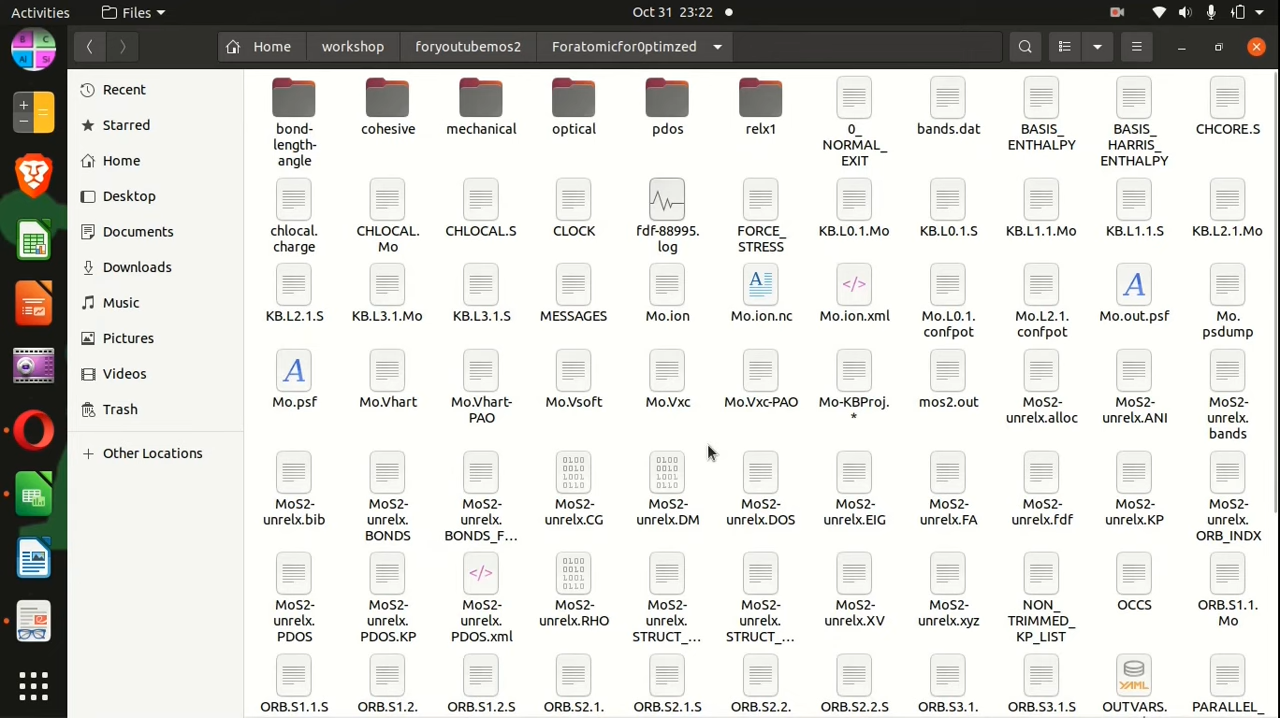 Activities
Files
Oct 31 23:22
B C
AI Si
Home
workshop
foryoutubemos2
Foratomicfor0ptimzed
Recent
Starred
Home
Desktop
Documents
Downloads
Music
Pictures
Videos
Trash
Other Locations
bond-
length-
angle
cohesive
mechanical
optical
pdos
relx1
0_
NORMAL_
EXIT
bands.dat
BASIS_
ENTHALPY
BASIS_
HARRIS_
ENTHALPY
CHCORE.S
chlocal.
charge
CHLOCAL.
Mo
CHLOCAL.S
CLOCK
fdf-88995.
log
FORCE_
STRESS
KB.L0.1.Mo
KB.L0.1.S
KB.L1.1.Mo
KB.L1.1.S
KB.L2.1.Mo
KB.L2.1.S
KB.L3.1.Mo
KB.L3.1.S
MESSAGES
Mo.ion
Mo.ion.nc
Mo.ion.xml
Mo.L0.1.
confpot
Mo.L2.1.
confpot
Mo.out.psf
Mo.
psdump
Mo.psf
Mo.Vhart
Mo.Vhart-
PAO
Mo.Vsoft
Mo.Vxc
Mo.Vxc-PAO
Mo-KBProj.
*
mos2.out
MoS2-
unrelx.alloc
MoS2-
unrelx.ANI
MoS2-
unrelx.
bands
MoS2-
unrelx.bib
MoS2-
unrelx.
BONDS
MoS2-
unrelx.
BONDS_F...
MoS2-
unrelx.CG
MoS2-
unrelx.DM
MoS2-
unrelx.DOS
MoS2-
unrelx.EIG
MoS2-
unrelx.FA
MoS2-
unrelx.fdf
MoS2-
unrelx.KP
MoS2-
unrelx.
ORB_INDX
MoS2-
unrelx.
PDOS
MoS2-
unrelx.
PDOS.KP
MoS2-
unrelx.
PDOS.xml
MoS2-
unrelx.RHO
MoS2-
unrelx.
STRUCT_...
MoS2-
unrelx.
STRUCT_...
MoS2-
unrelx.XV
MoS2-
unrelx.xyz
NON_
TRIMMED_
KP_LIST
OCCS
ORB.S1.1.
Mo
ORB.S1.1.S
ORB.S1.2.
ORB.S1.2.S
ORB.S2.1.
ORB.S2.1.S
ORB.S2.2.
ORB.S2.2.S
ORB.S3.1.
ORB.S3.1.S
YAML
OUTVARS.
PARALLEL_